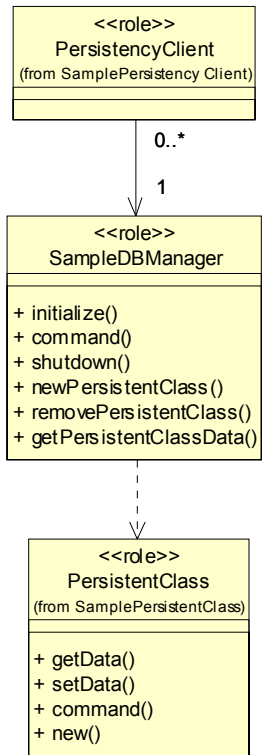 <<role>>
PersistencyClient
(from SamplePersistency Client)
0..*
1
<<role>>
SampleDBManager
+ initialize()
+ command()
+ shutdown()
+ newPersistentClass()
+ removePersistentClass()
+ getPersistentClassData()
<<role>>
PersistentClass
(from SamplePersistentClass)
+ getData()
+ setData()
+ command()
+ new()